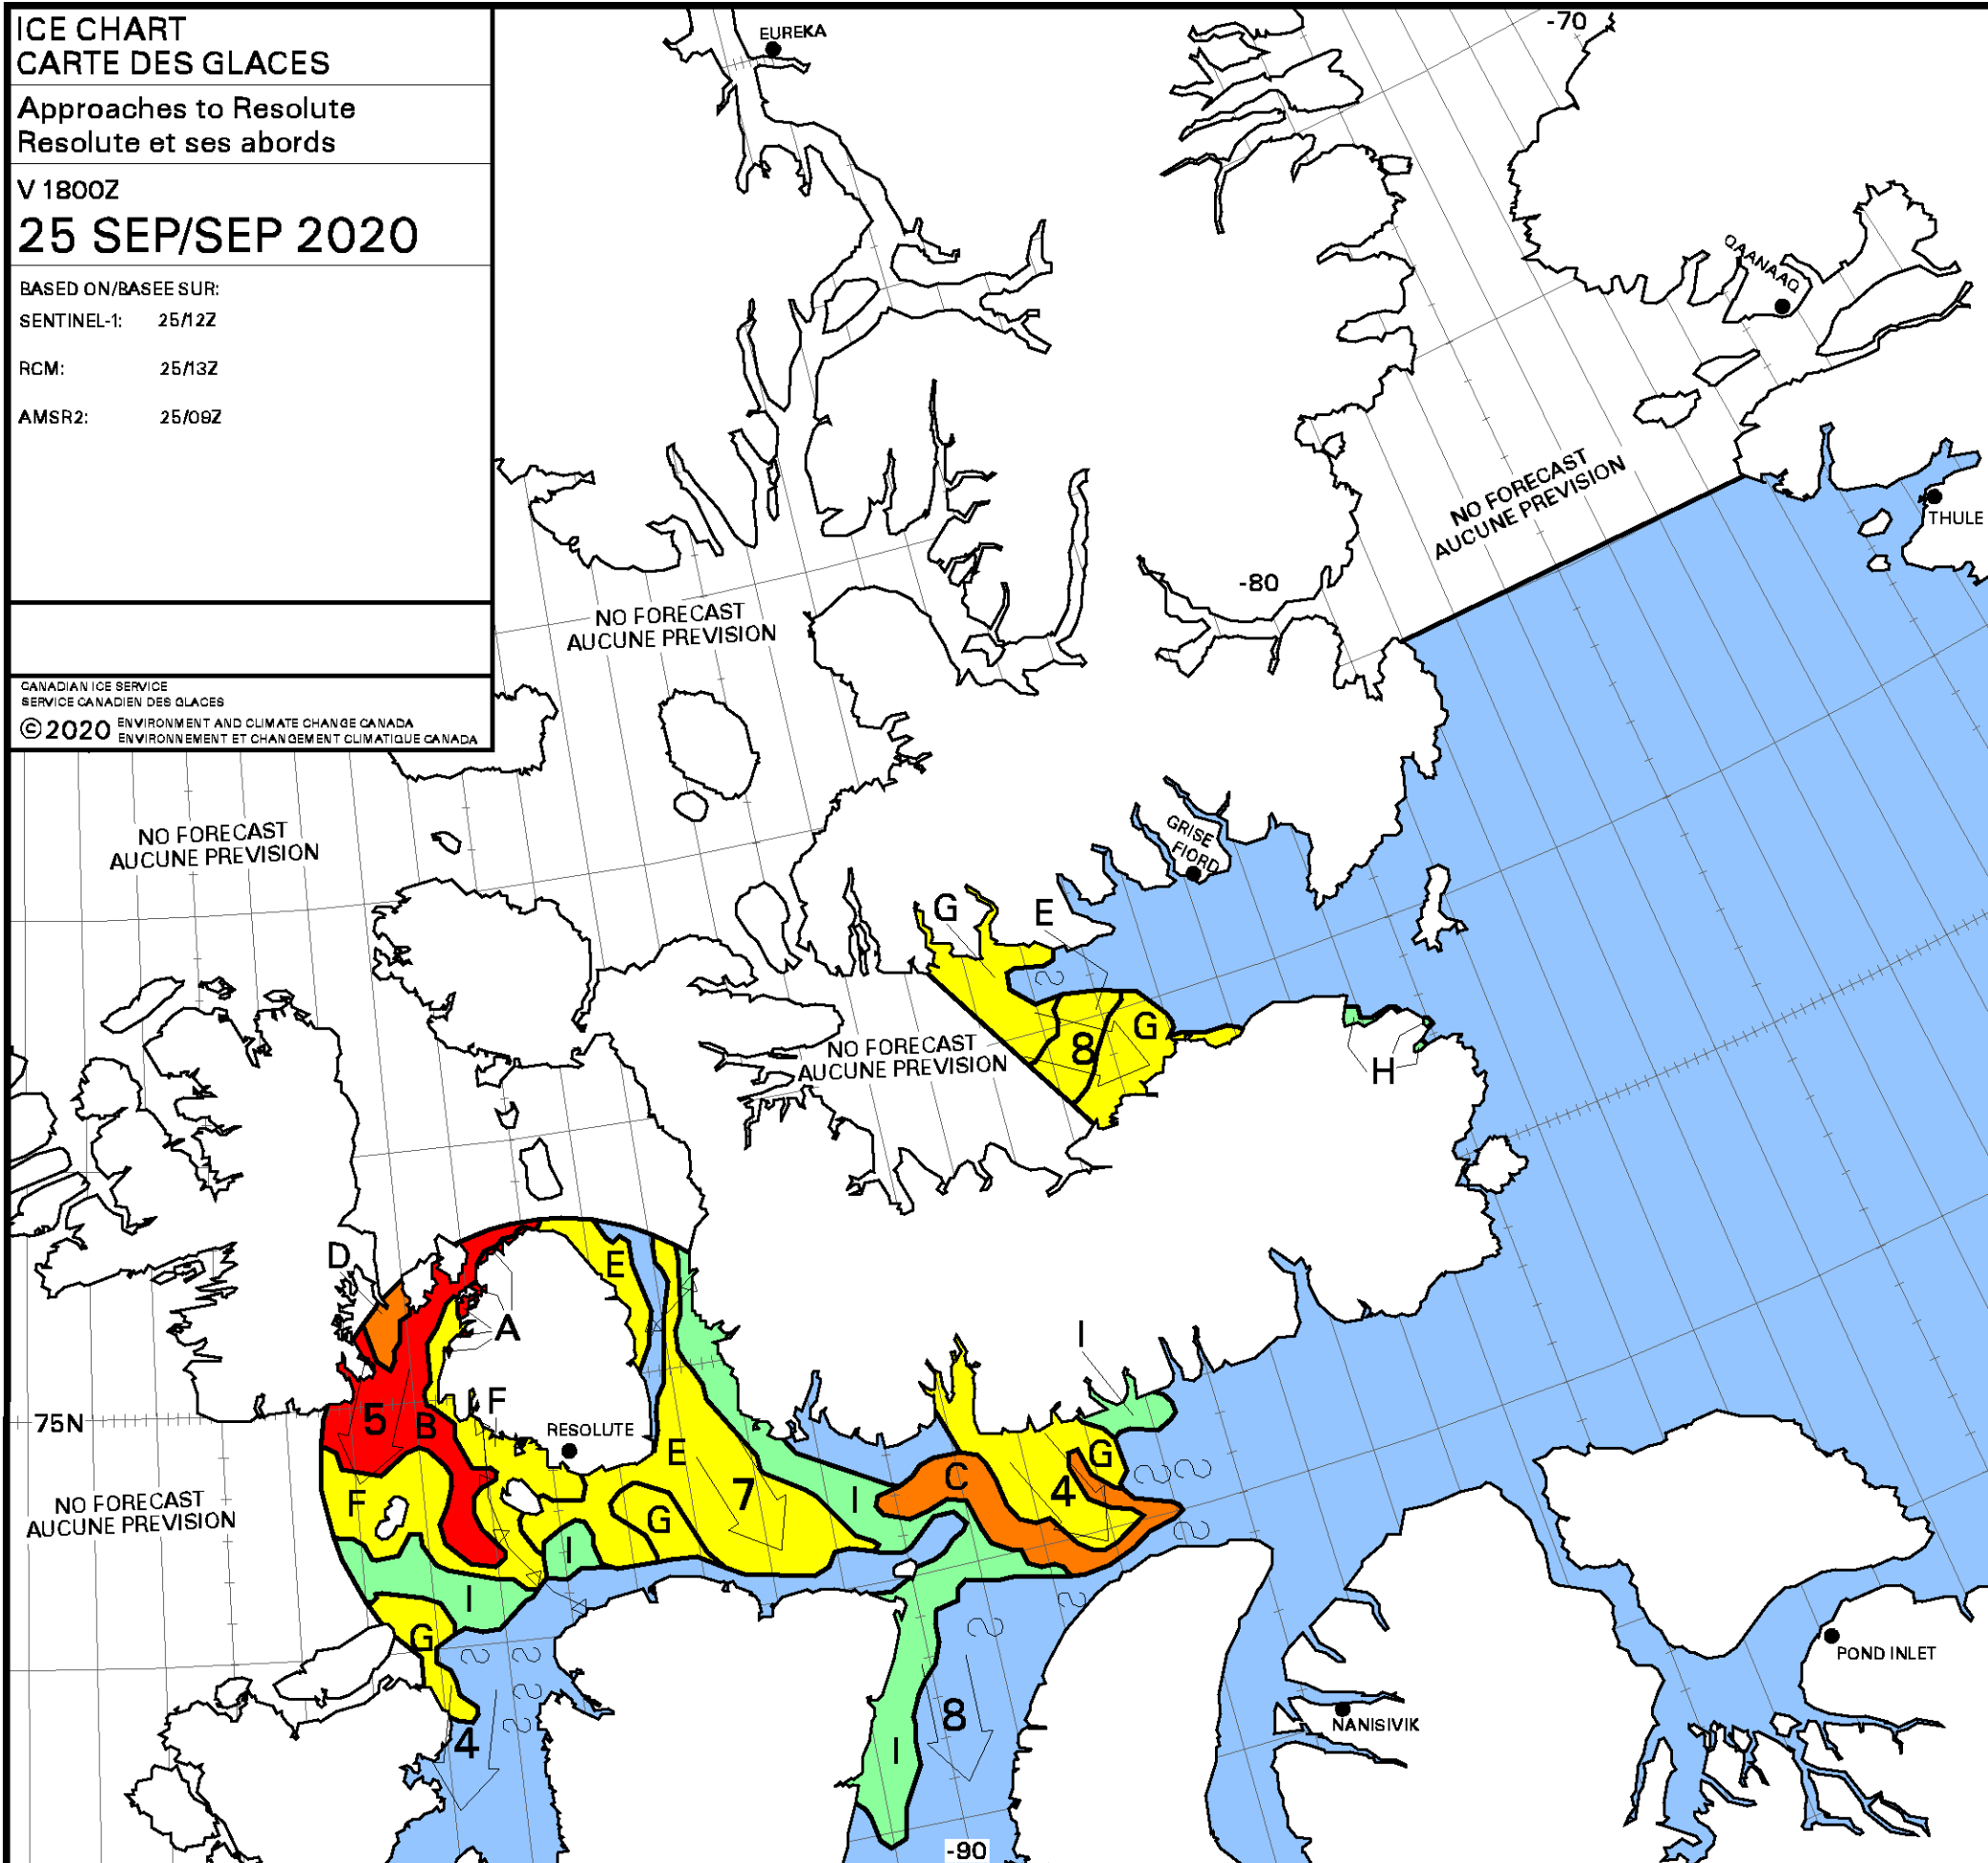 ICE CHART
CARTE DES GLACES
Approaches to Resolute
Resolute et ses abords
V 1800Z
25 SEP/SEP 2020
BASED ON/BASEE SUR:
SENTINEL-1: 25/12Z
RCM: 25/13Z
AMSR2: 25/09Z
CANADIAN ICE SERVICE
SERVICE CANADIEN DES GLACES
© 2020 ENVIRONMENT AND CLIMATE CHANGE CANADA
ENVIRONNEMENT ET CHANGEMENT CLIMATIQUE CANADA
-70
EUREKA
QAANAAQ
NO FORECAST
AUCUNE PREVISION
THULE
-80
NO FORECAST
AUCUNE PREVISION
NO FORECAST
AUCUNE PREVISION
GRISE
FIORD
G
E
G
8
NO FORECAST
AUCUNE PREVISION
H
D
E
A
I
F
75N
5
B
RESOLUTE
E
G
C
7
4
F
I
G
I
NO FORECAST
AUCUNE PREVISION
I
G
POND INLET
8
NANISIVIK
4
I
-90